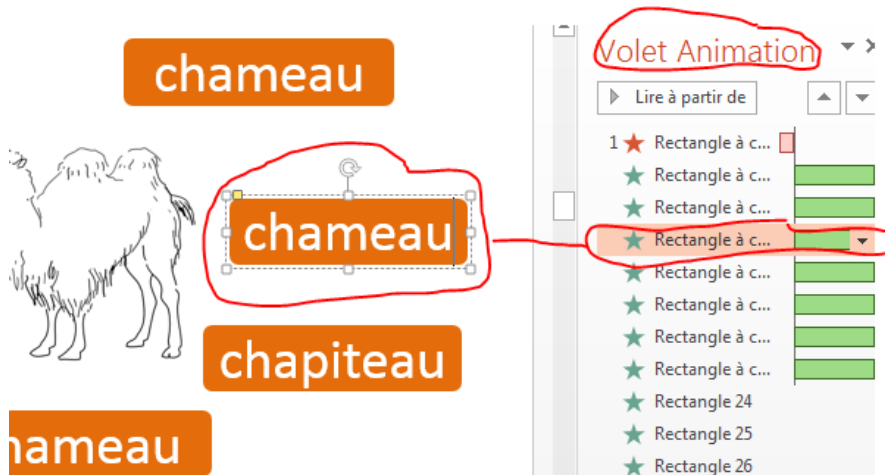 chameau
chameau
chapiteau
hameau
Volet Animation
Lire à partir de
1 Rectangle à c...
Rectangle à c...
Rectangle à c...
Rectangle à c...
Rectangle à c...
Rectangle à c...
Rectangle à c...
Rectangle à c...
Rectangle 24
Rectangle 25
Rectangle 26